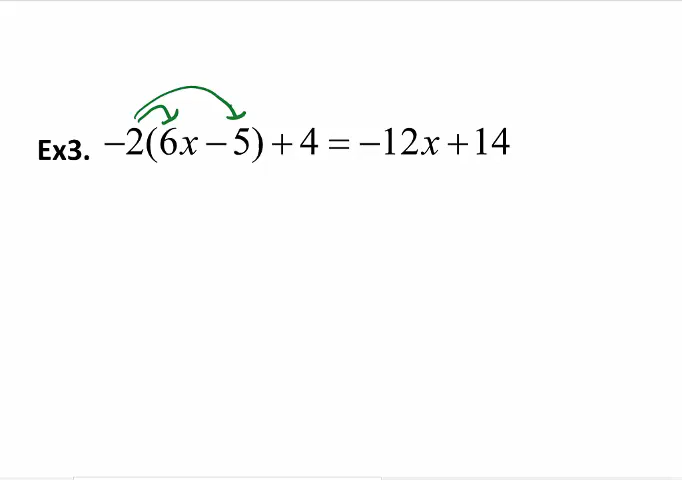 Ex3. −2(6x − 5) + 4 = −12x + 14